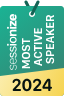 sessionize
MOST
ACTIVE
SPEAKER
2024